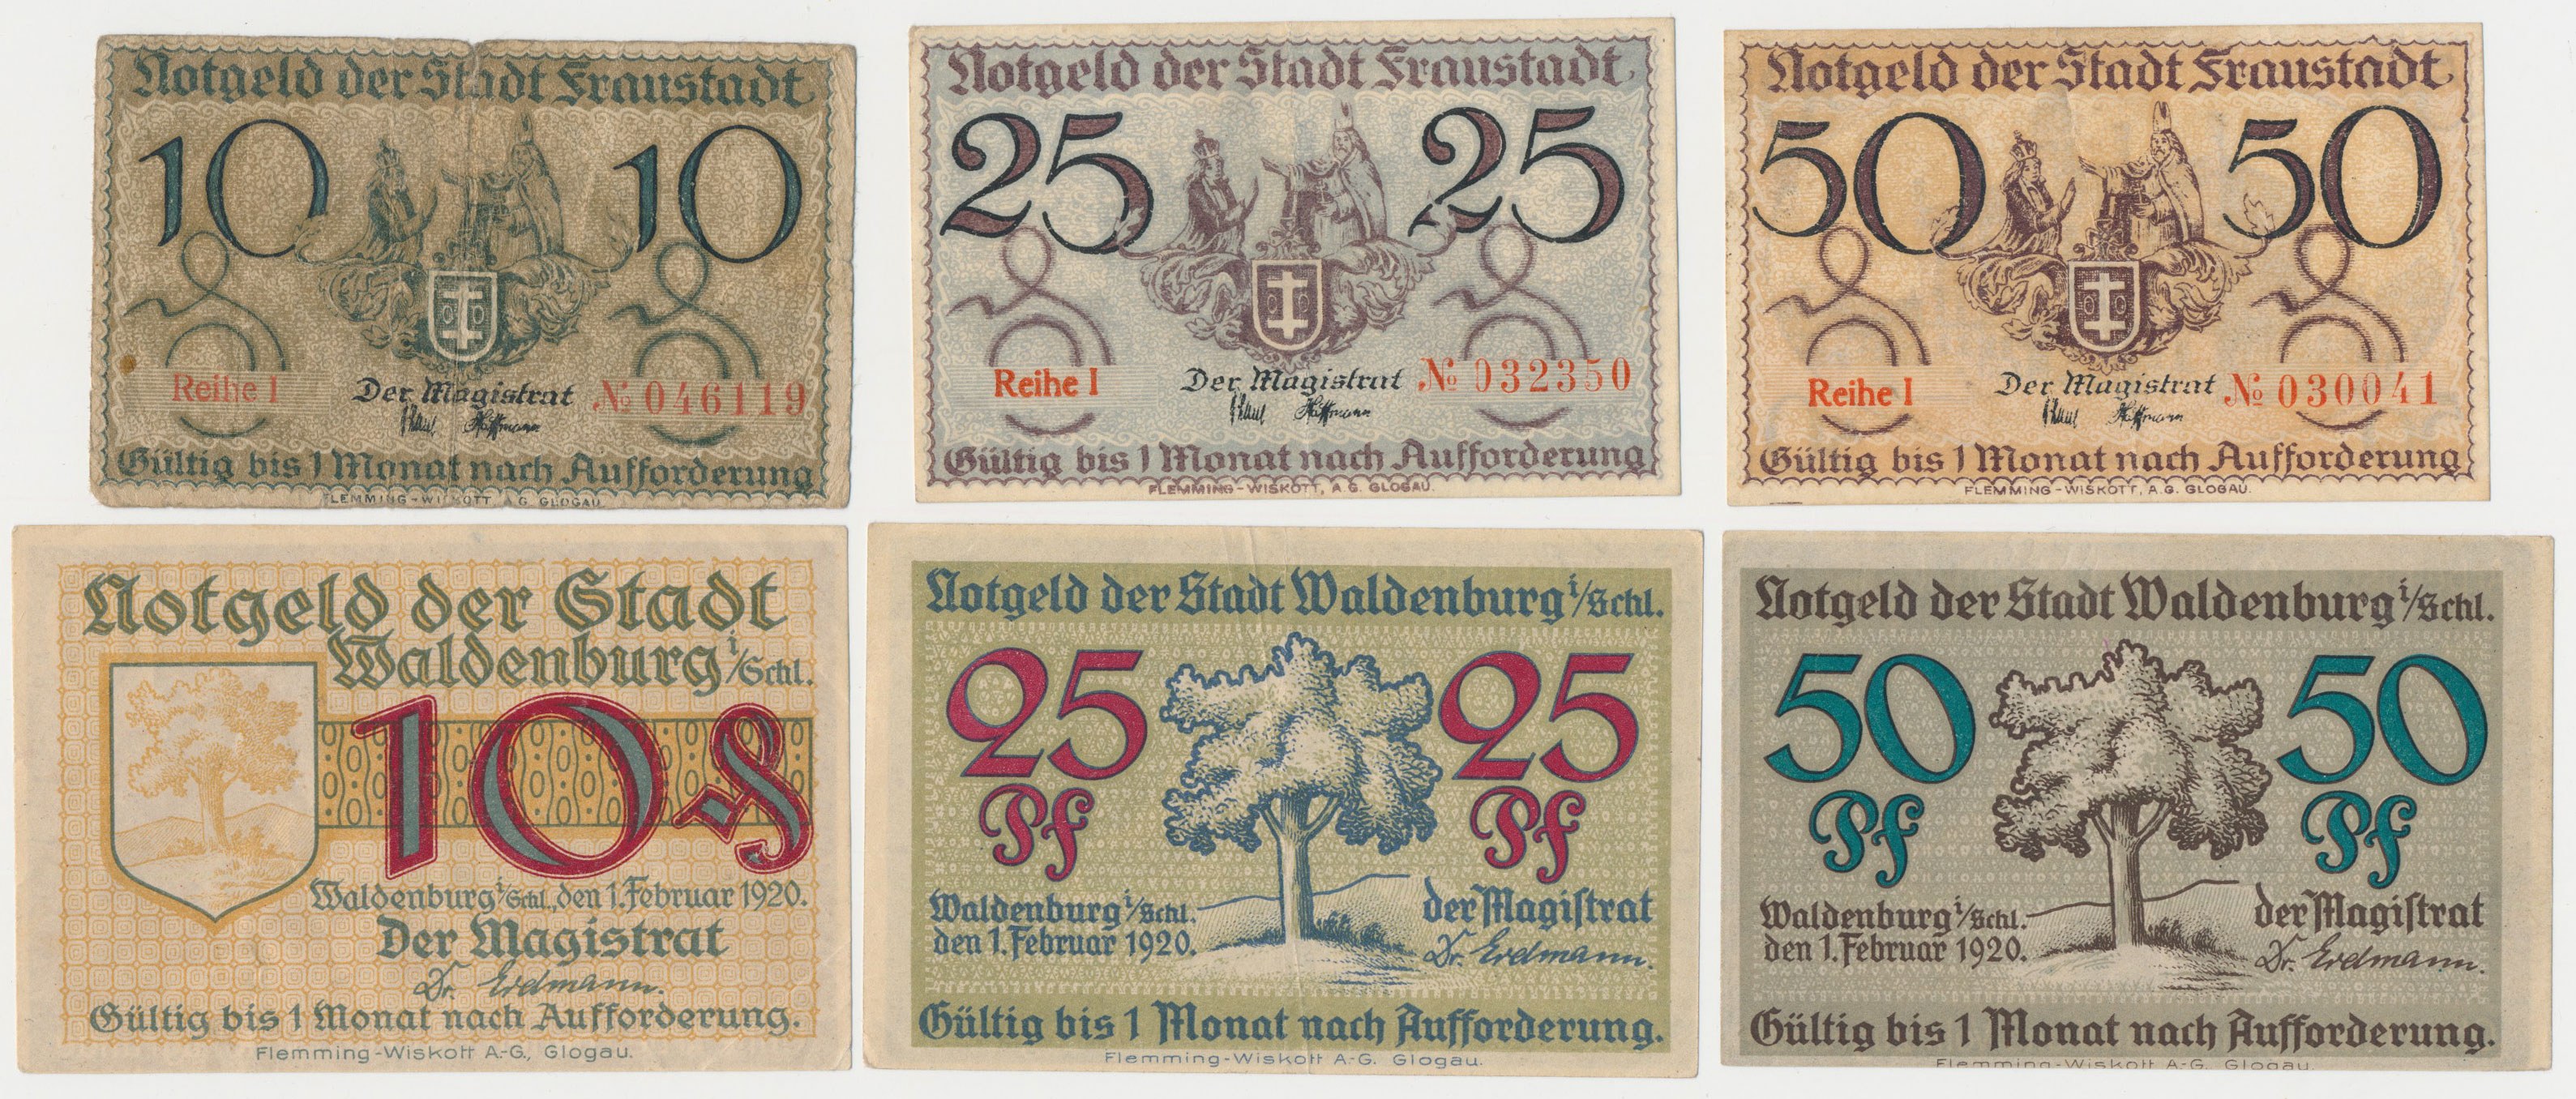 Notgeld der Stadt Fraustadt
10 10
Reihe I
Der Magistrat
№ 046119
Gültig bis 1 Monat nach Aufforderung
FLEMMING-WISKOTT, A.G. GLOGAU.
Notgeld der Stadt Fraustadt
25 25
Reihe I
Der Magistrat
№ 032350
Gültig bis 1 Monat nach Aufforderung
FLEMMING-WISKOTT, A.G. GLOGAU.
Notgeld der Stadt Fraustadt
50 50
Reihe I
Der Magistrat
№ 030041
Gültig bis 1 Monat nach Aufforderung
FLEMMING-WISKOTT, A.G. GLOGAU.
Notgeld der Stadt
Waldenburg i/Schl.
10 ₰
Waldenburg i/Schl., den 1. Februar 1920.
Der Magistrat
Dr. Erdmann.
Gültig bis 1 Monat nach Aufforderung.
Flemming-Wiskott A.-G., Glogau.
Notgeld der Stadt Waldenburg i/Schl.
25 25
Pf Pf
Waldenburg i/Schl.
den 1. Februar 1920.
der Magiſtrat
Dr. Erdmann.
Gültig bis 1 Monat nach Aufforderung.
Flemming-Wiskott A.-G. Glogau.
Notgeld der Stadt Waldenburg i/Schl.
50 50
Pf Pf
Waldenburg i/Schl.
den 1. Februar 1920.
der Magiſtrat
Dr. Erdmann.
Gültig bis 1 Monat nach Aufforderung.
Flemming-Wiskott A.-G. Glogau.